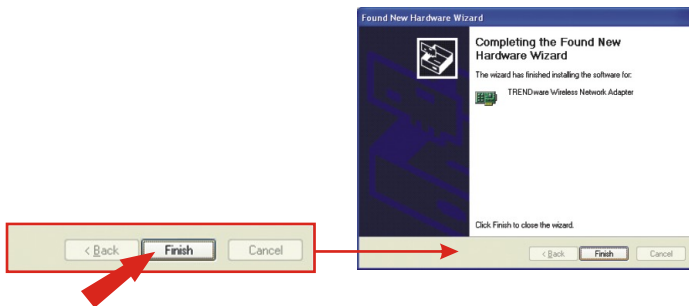 Found New Hardware Wizard
Completing the Found New
Hardware Wizard
The wizard has finished installing the software for:
TRENDware Wireless Network Adapter
Click Finish to close the wizard.
< Back Finish Cancel
< Back Finish Cancel